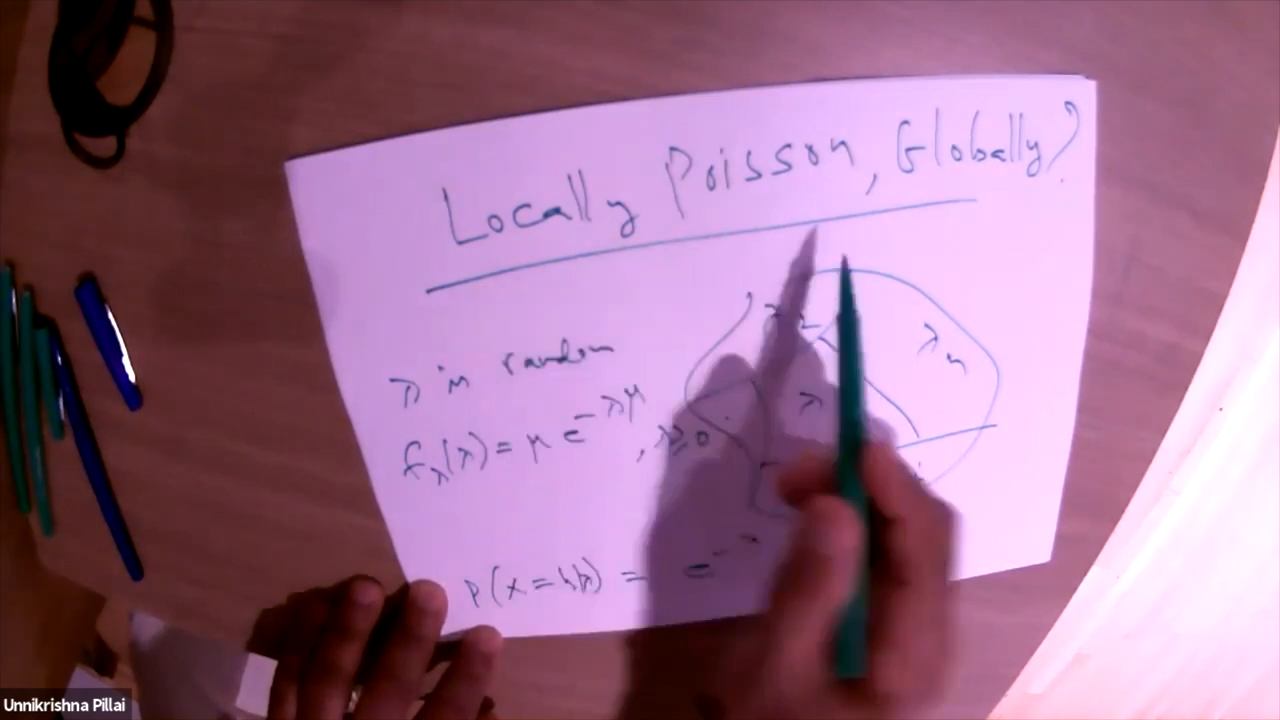 Locally Poisson, Globally?
λ is random
f_λ(λ) = μ e^{-λμ}, λ≥0
λ_n
λ
P(X=k|λ) = e^{-λ}
Unnikrishna Pillai